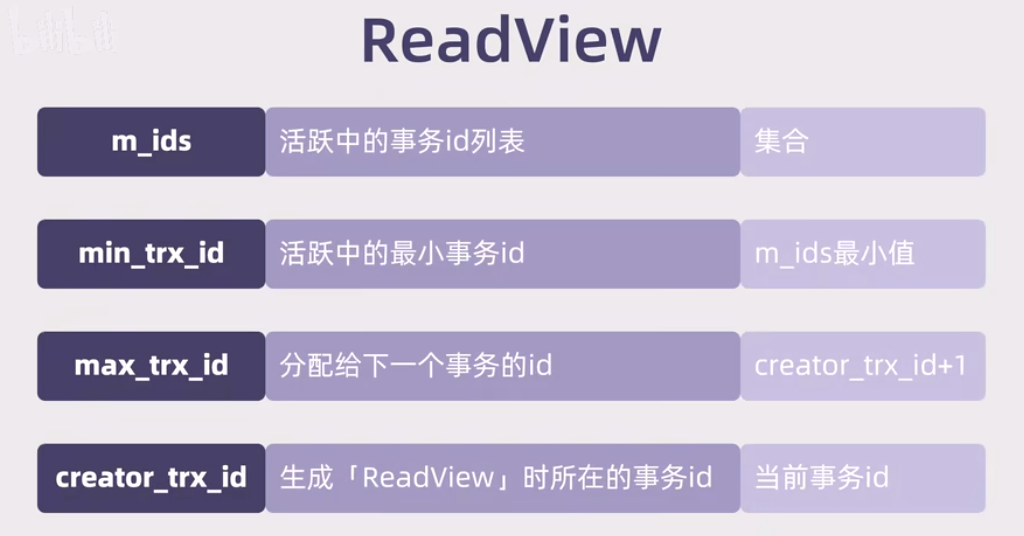 bilibili
ReadView
m_ids 活跃中的事务id列表 集合
min_trx_id 活跃中的最小事务id m_ids最小值
max_trx_id 分配给下一个事务的id creator_trx_id+1
creator_trx_id 生成「ReadView」时所在的事务id 当前事务id